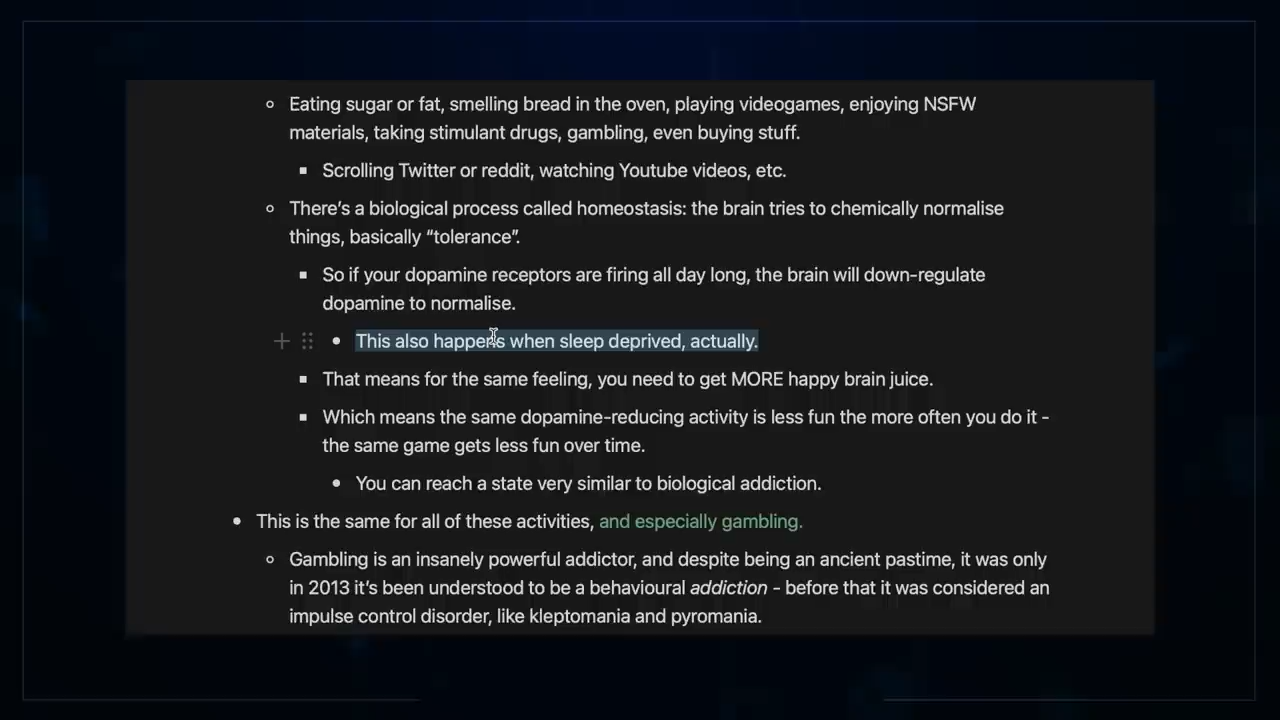 Eating sugar or fat, smelling bread in the oven, playing videogames, enjoying NSFW
materials, taking stimulant drugs, gambling, even buying stuff.
Scrolling Twitter or reddit, watching Youtube videos, etc.
There’s a biological process called homeostasis: the brain tries to chemically normalise
things, basically “tolerance”.
So if your dopamine receptors are firing all day long, the brain will down-regulate
dopamine to normalise.
This also happens when sleep deprived, actually.
That means for the same feeling, you need to get MORE happy brain juice.
Which means the same dopamine-reducing activity is less fun the more often you do it -
the same game gets less fun over time.
You can reach a state very similar to biological addiction.
This is the same for all of these activities, and especially gambling.
Gambling is an insanely powerful addictor, and despite being an ancient pastime, it was only
in 2013 it’s been understood to be a behavioural addiction - before that it was considered an
impulse control disorder, like kleptomania and pyromania.